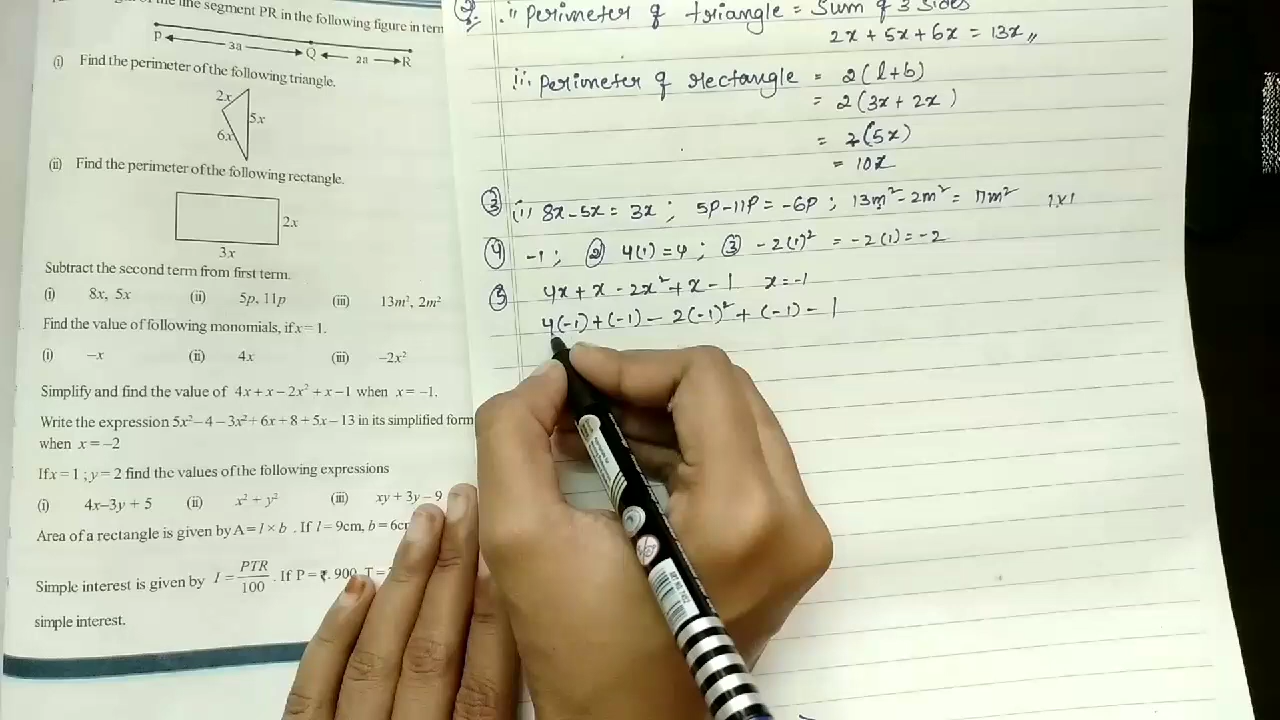 line segment PR in the following figure in term
P 3a Q 2a R
(i) Find the perimeter of the following triangle.
2x
5x
6x
(ii) Find the perimeter of the following rectangle.
2x
3x
Subtract the second term from first term.
(i) 8x, 5x (ii) 5p, 11p (iii) 13m², 2m²
Find the value of following monomials, if x = 1.
(i) −x (ii) 4x (iii) −2x²
Simplify and find the value of 4x + x − 2x² + x − 1 when x = −1.
Write the expression 5x² − 4 − 3x² + 6x + 8 + 5x − 13 in its simplified form
when x = −2
If x = 1 ; y = 2 find the values of the following expressions
(i) 4x−3y + 5 (ii) x² + y² (iii) xy + 3y − 9
Area of a rectangle is given by A = l × b . If l = 9cm, b = 6cm
Simple interest is given by I = PTR/100 . If P = ₹. 900, T =
simple interest.
② i) Perimeter of triangle = Sum of 3 sides
2x + 5x + 6x = 13x,,
ii. Perimeter of rectangle = 2(l+b)
= 2(3x + 2x)
= 2(5x)
= 10x
③ (i) 8x − 5x = 3x ; 5p − 11p = −6p ; 13m² − 2m² = 11m²
④ −1 ; ② 4(1) = 4 ; ③ −2(1)² = −2(1) = −2
⑤ 4x + x − 2x² + x − 1 x = −1
4(−1) + (−1) − 2(−1)² + (−1) − 1